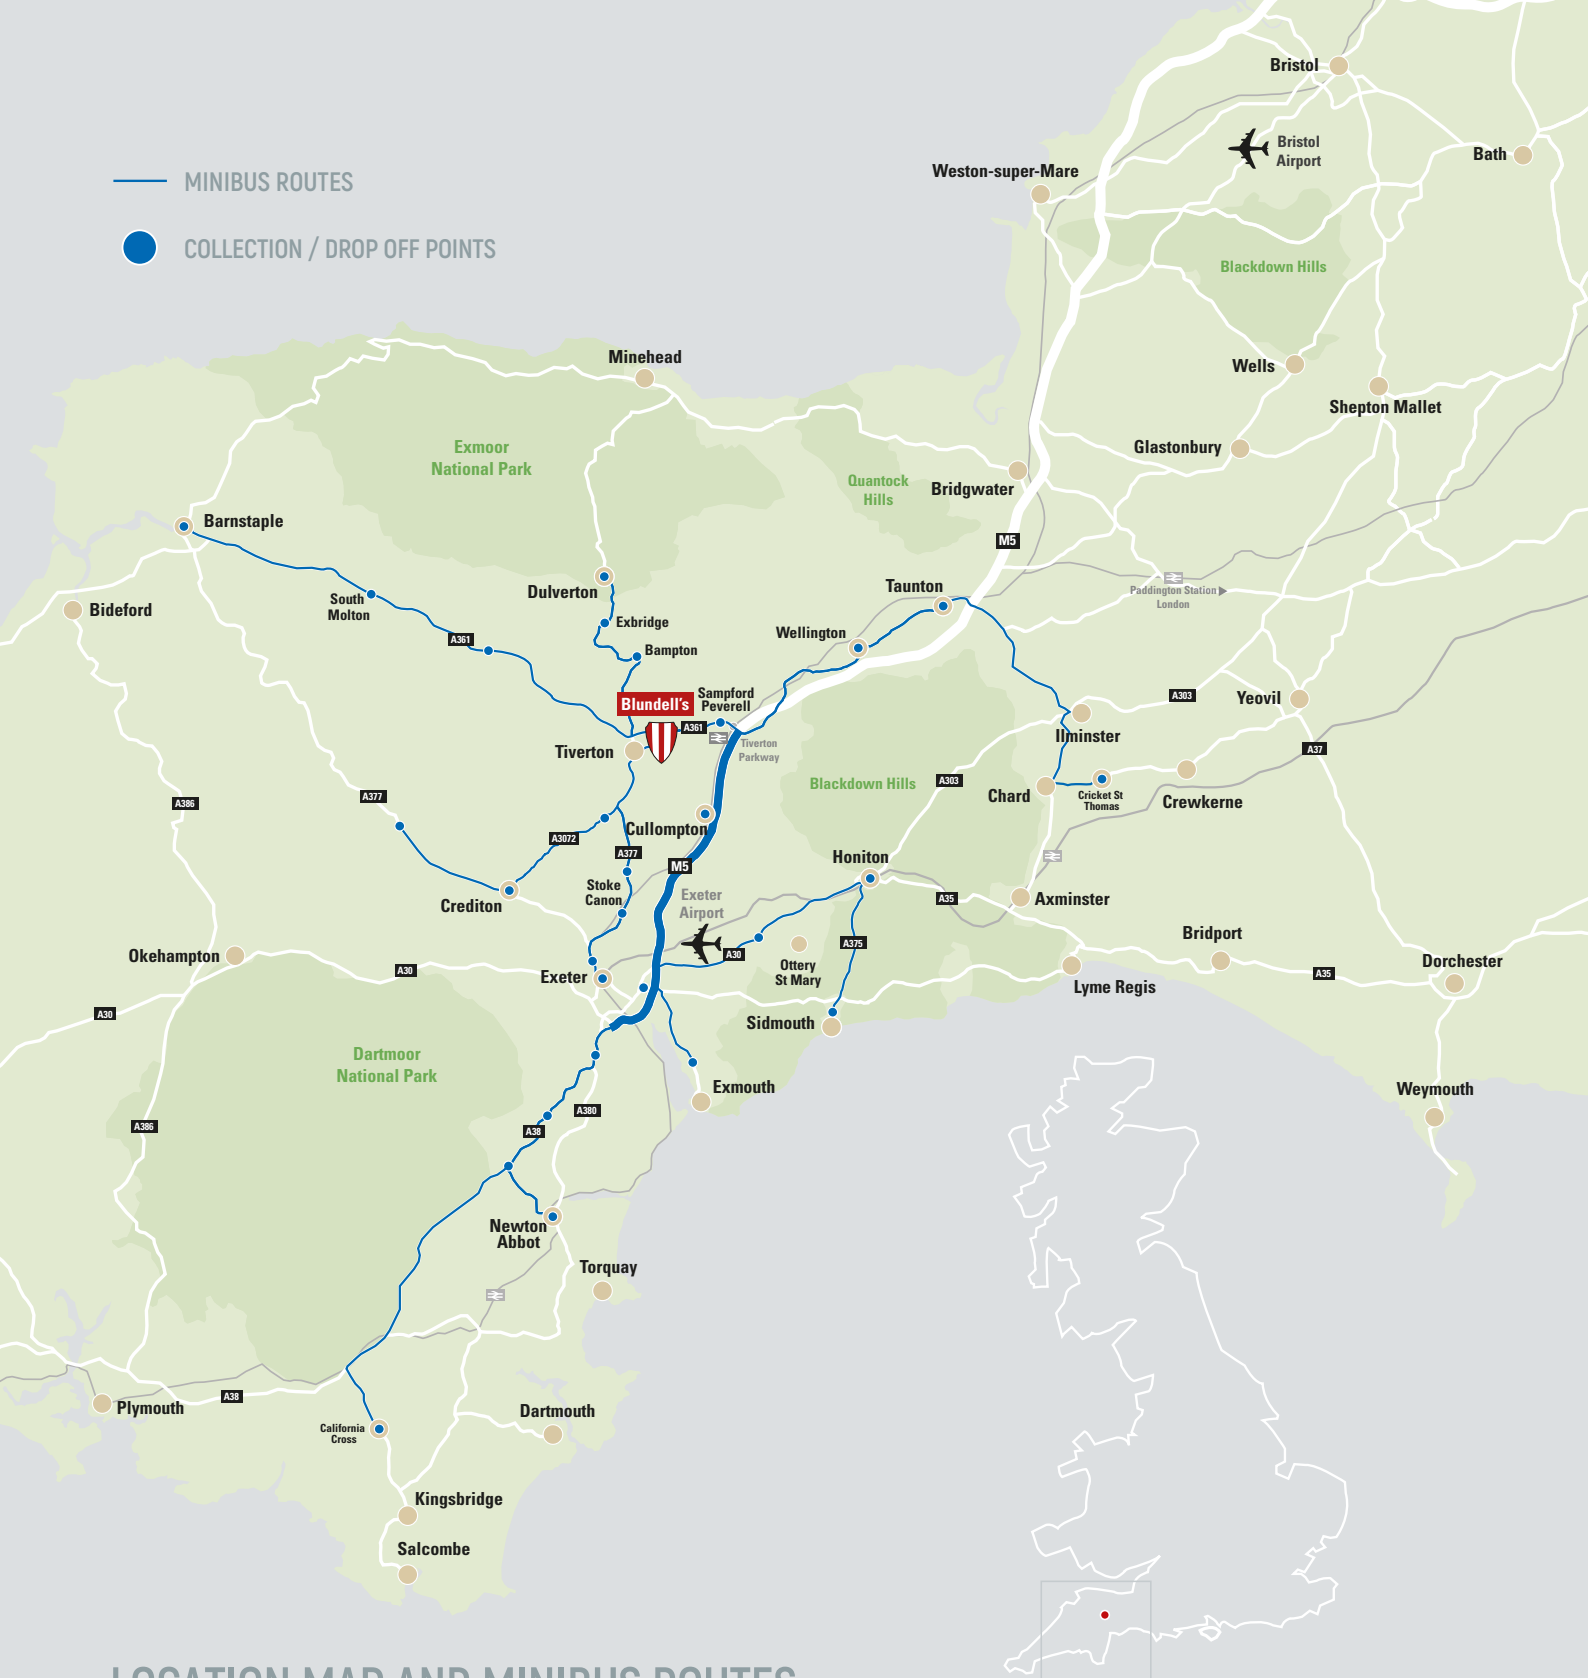 Bristol
Bristol
Airport
Bath
Weston-super-Mare
MINIBUS ROUTES
COLLECTION / DROP OFF POINTS
Blackdown Hills
Minehead
Wells
Shepton Mallet
Exmoor
National Park
Glastonbury
Quantock
Hills
Bridgwater
Barnstaple
M5
Taunton
Dulverton
Paddington Station
London
South
Molton
Bideford
Exbridge
Wellington
A361
Bampton
Sampford
Peverell
Blundell's
A303
Yeovil
A361
Ilminster
Tiverton
Tiverton
Parkway
A37
Blackdown Hills
A303
Chard
Cricket St
Thomas
Crewkerne
A377
A386
Cullompton
A3072
A377
Honiton
M5
Stoke
Canon
Exeter
Airport
Crediton
A35
Axminster
Bridport
A375
Okehampton
A30
A30
Ottery
St Mary
Exeter
Dorchester
A35
Lyme Regis
A30
Sidmouth
Dartmoor
National Park
Exmouth
Weymouth
A380
A386
A38
Newton
Abbot
Torquay
A38
Plymouth
Dartmouth
California
Cross
Kingsbridge
Salcombe
LOCATION MAP AND MINIBUS ROUTES